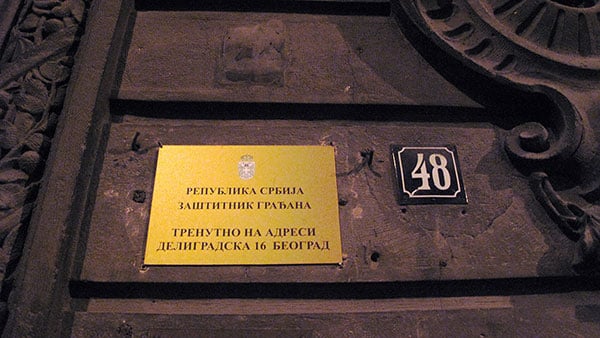 РЕПУБЛИКА СРБИЈА
ЗАШТИТНИК ГРАЂАНА
ТРЕНУТНО НА АДРЕСИ
ДЕЛИГРАДСКА 16 БЕОГРАД
48